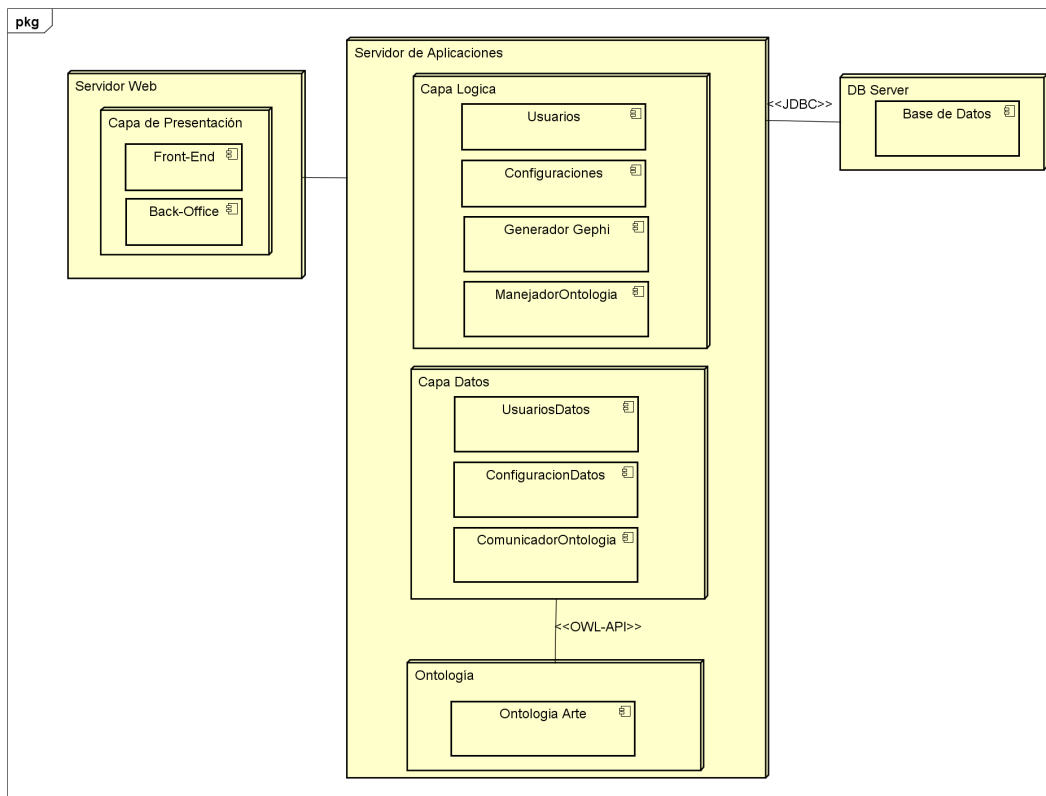 pkg
Servidor Web
Capa de Presentación
Front-End
Back-Office
Servidor de Aplicaciones
Capa Logica
Usuarios
Configuraciones
Generador Gephi
ManejadorOntologia
Capa Datos
UsuariosDatos
ConfiguracionDatos
ComunicadorOntologia
<<OWL-API>>
Ontología
Ontologia Arte
<<JDBC>>
DB Server
Base de Datos